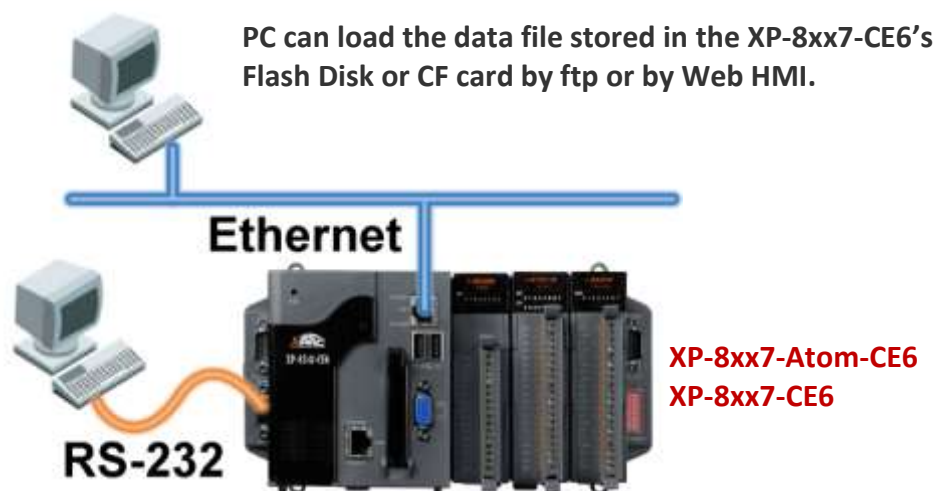 PC can load the data file stored in the XP-8xx7-CE6’s
Flash Disk or CF card by ftp or by Web HMI.
Ethernet
XP-8xx7-Atom-CE6
XP-8xx7-CE6
RS-232